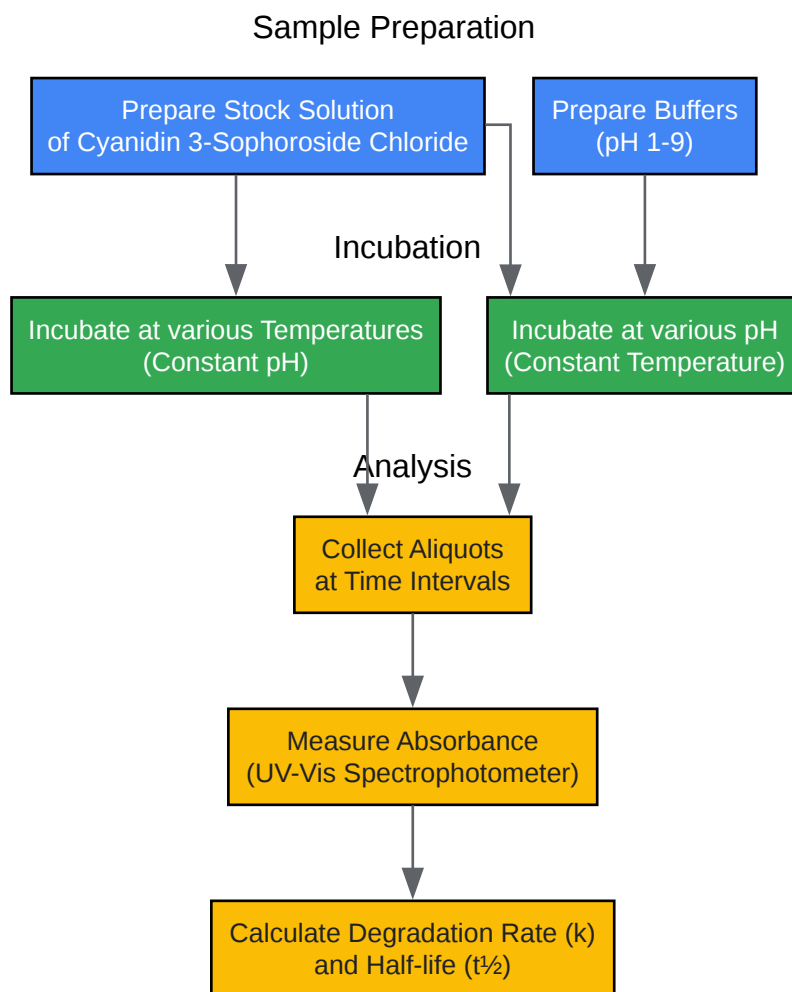 Sample Preparation
Prepare Stock Solution
of Cyanidin 3-Sophoroside Chloride
Prepare Buffers
(pH 1-9)
Incubation
Incubate at various Temperatures
(Constant pH)
Incubate at various pH
(Constant Temperature)
Analysis
Collect Aliquots
at Time Intervals
Measure Absorbance
(UV-Vis Spectrophotometer)
Calculate Degradation Rate (k)
and Half-life (t½)